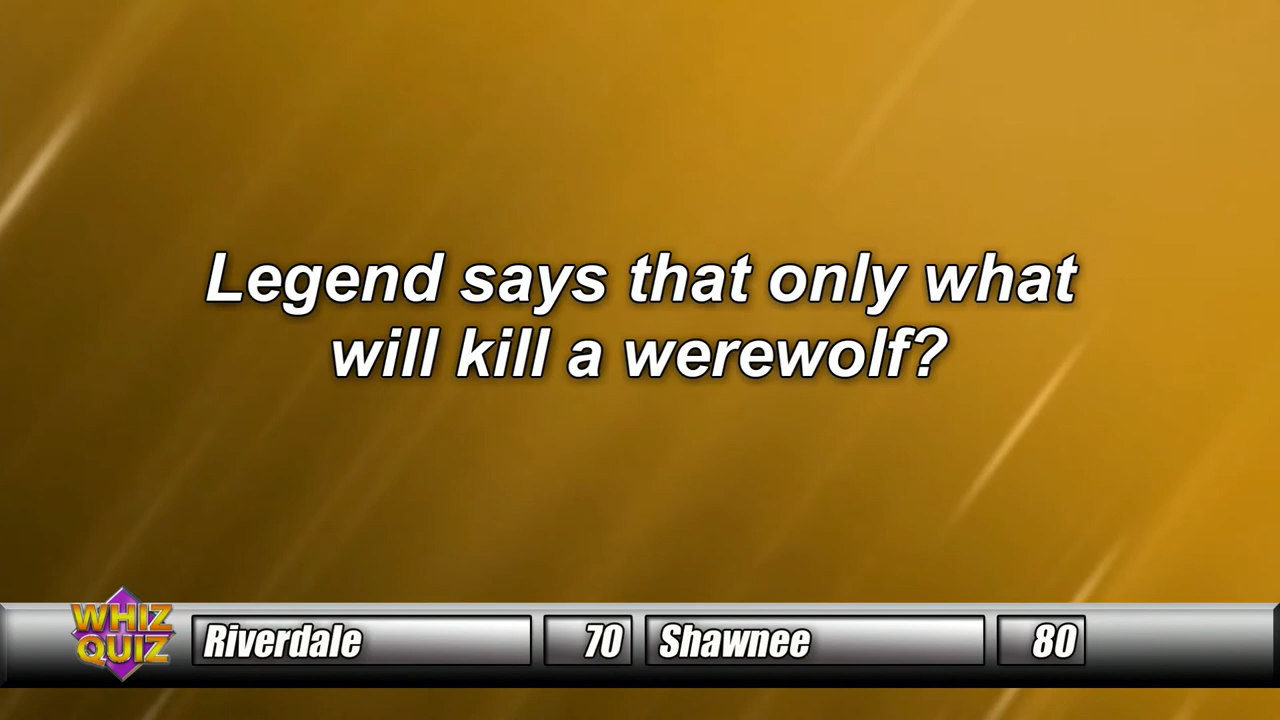 Legend says that only what
will kill a werewolf?
WHIZ
QUIZ
Riverdale 70 Shawnee 80